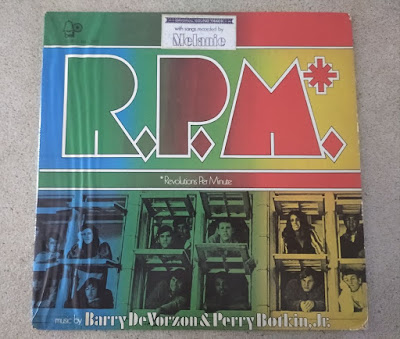 BELL
ORIGINAL SOUND TRACK
with songs recorded by
Melanie
R.P.M.*
*Revolutions Per Minute
music by Barry De Vorzon & Perry Botkin, Jr.